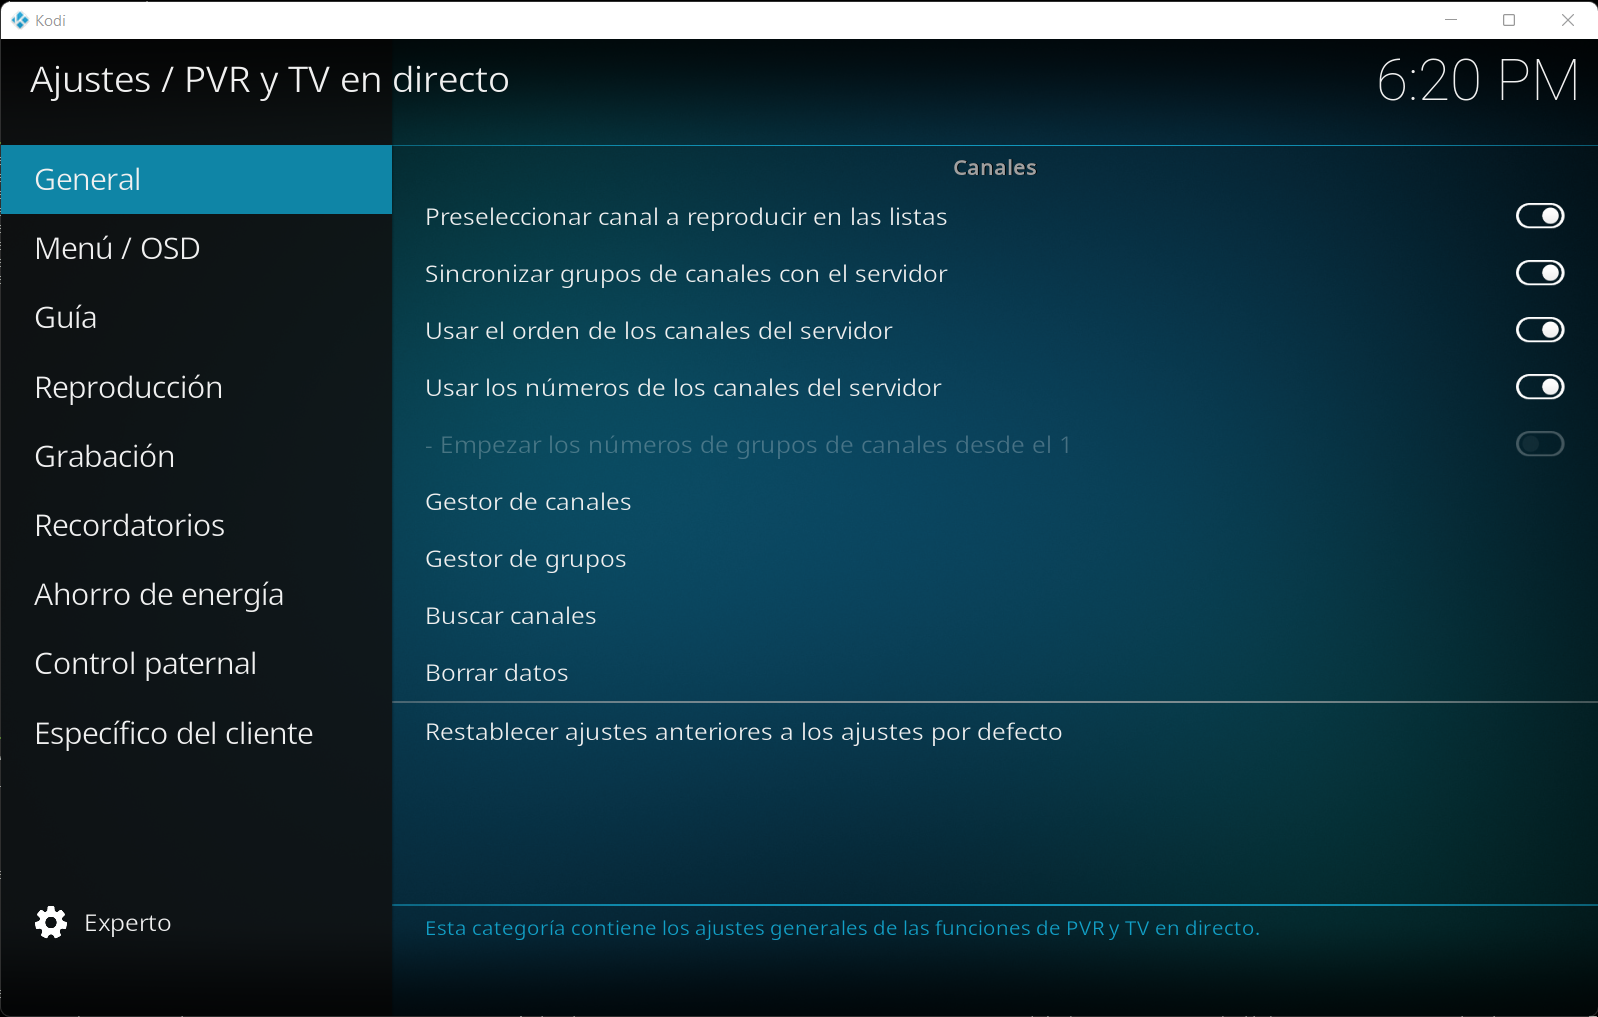 Kodi
Ajustes / PVR y TV en directo
6:20 PM
General
Menú / OSD
Guía
Reproducción
Grabación
Recordatorios
Ahorro de energía
Control paternal
Específico del cliente
Experto
Canales
Preseleccionar canal a reproducir en las listas
Sincronizar grupos de canales con el servidor
Usar el orden de los canales del servidor
Usar los números de los canales del servidor
- Empezar los números de grupos de canales desde el 1
Gestor de canales
Gestor de grupos
Buscar canales
Borrar datos
Restablecer ajustes anteriores a los ajustes por defecto
Esta categoría contiene los ajustes generales de las funciones de PVR y TV en directo.